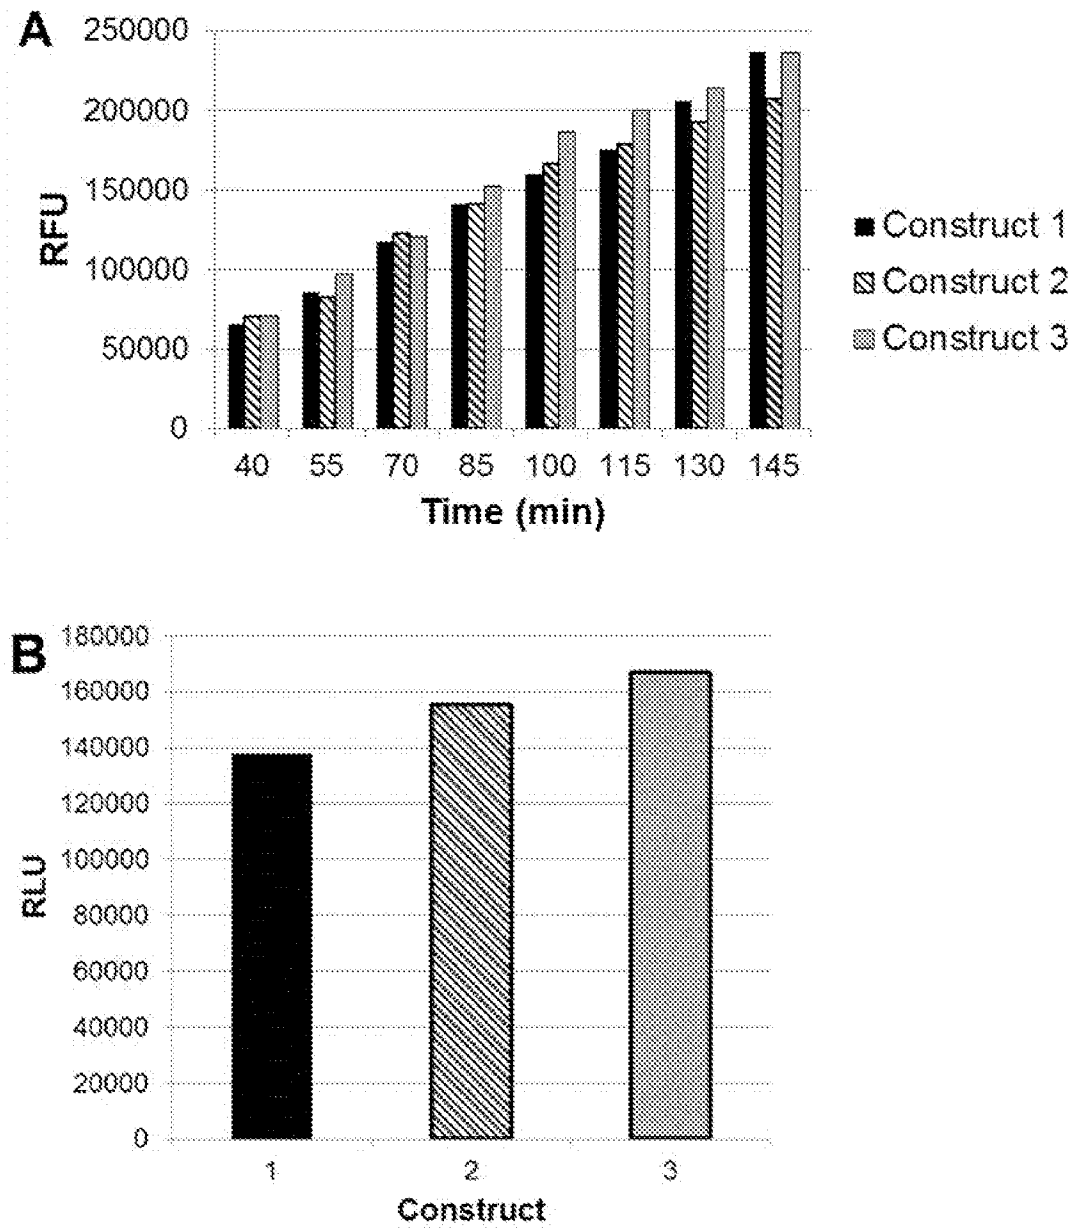 A
250000
200000
150000
100000
50000
0
RFU
40 55 70 85 100 115 130 145
Time (min)
Construct 1
Construct 2
Construct 3
B
180000
160000
140000
120000
100000
80000
60000
40000
20000
0
RLU
1 2 3
Construct